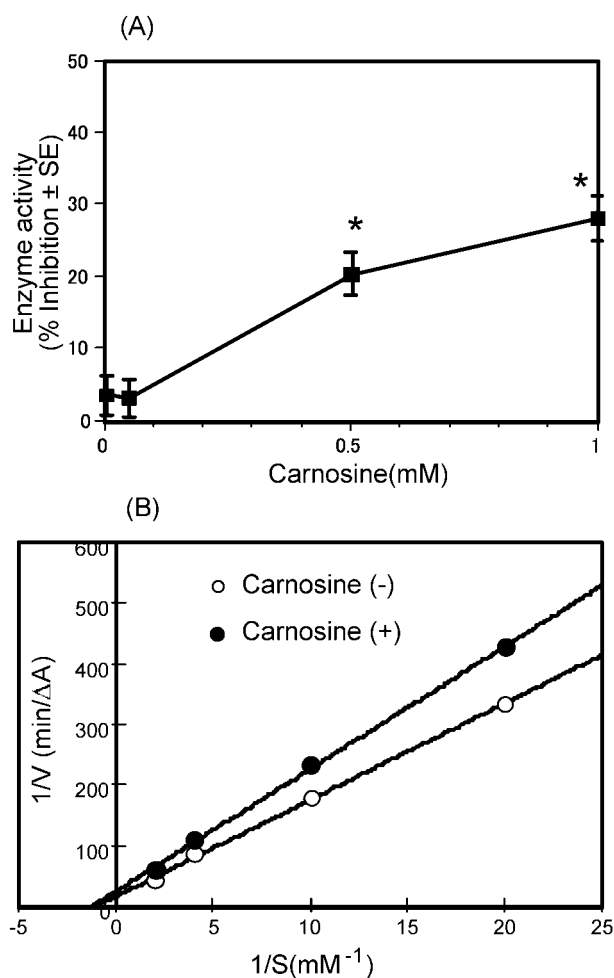 (A)
Enzyme activity
(% Inhibition ± SE)
50
40
30
20
10
0
*
*
0
0.5
1
Carnosine(mM)
(B)
1/V (min/ΔA)
600
500
400
300
200
100
0
Carnosine (-)
Carnosine (+)
-5
0
5
10
15
20
25
1/S(mM⁻¹)